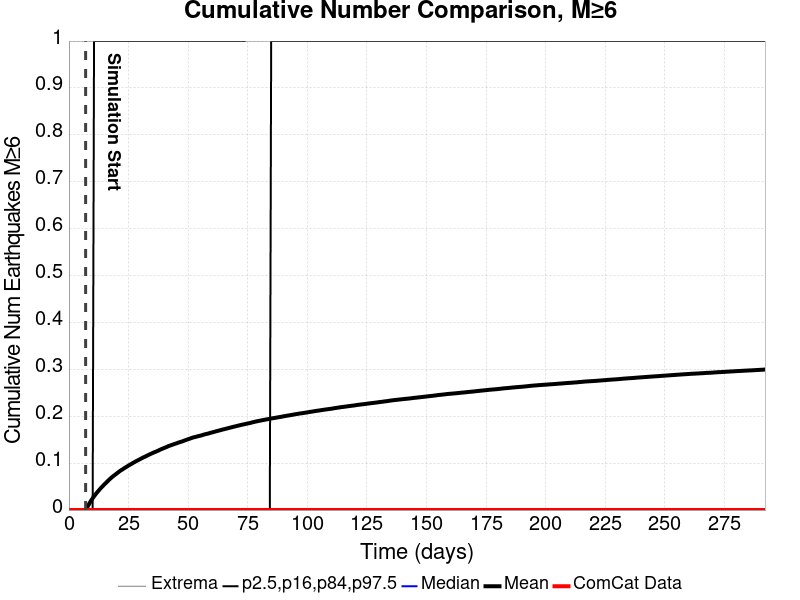 Cumulative Number Comparison, M≥6
Cumulative Num Earthquakes M≥6
1
0.9
0.8
0.7
0.6
0.5
0.4
0.3
0.2
0.1
0
Simulation Start
0 25 50 75 100 125 150 175 200 225 250 275
Time (days)
Extrema p2.5,p16,p84,p97.5 Median Mean ComCat Data